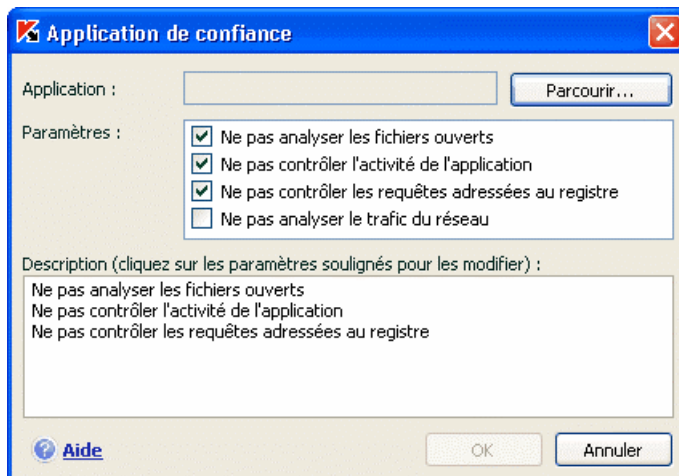 Application de confiance
Application :
Parcourir...
Paramètres :
Ne pas analyser les fichiers ouverts
Ne pas contrôler l'activité de l'application
Ne pas contrôler les requêtes adressées au registre
Ne pas analyser le trafic du réseau
Description (cliquez sur les paramètres soulignés pour les modifier) :
Ne pas analyser les fichiers ouverts
Ne pas contrôler l'activité de l'application
Ne pas contrôler les requêtes adressées au registre
Aide
OK
Annuler